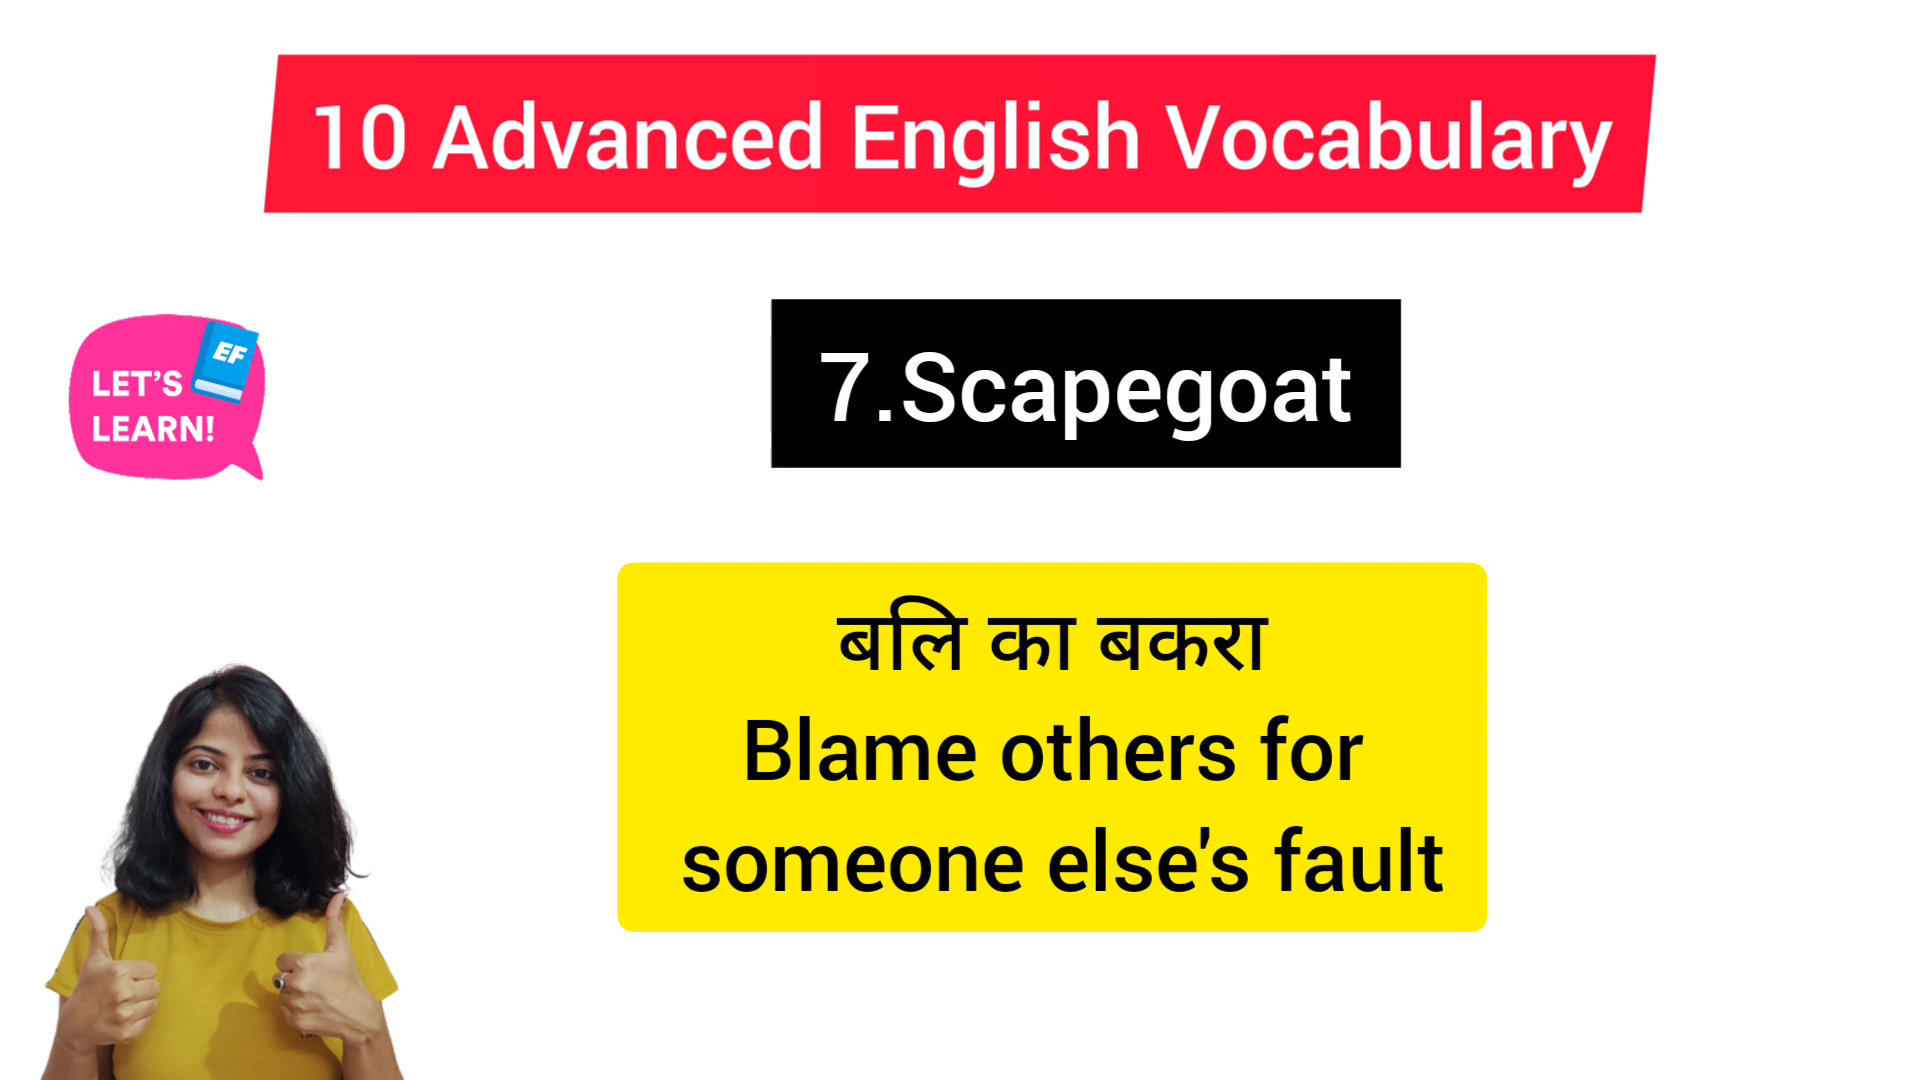 10 Advanced English Vocabulary
7.Scapegoat
EF
LET'S
LEARN!
बलि का बकरा
Blame others for
someone else's fault